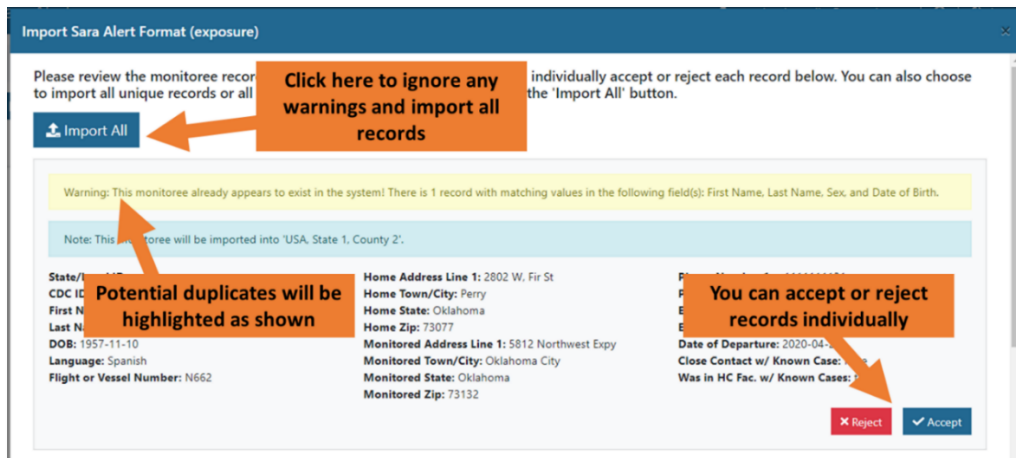 Import Sara Alert Format (exposure)
×
Please review the monitoree recor
individually accept or reject each record below. You can also choose
to import all unique records or all
the 'Import All' button.
Click here to ignore any
warnings and import all
records
Import All
Warning: This monitoree already appears to exist in the system! There is 1 record with matching values in the following field(s): First Name, Last Name, Sex, and Date of Birth.
Note: This monitoree will be imported into 'USA, State 1, County 2'.
State/
CDC ID
First N
Last Na
DOB: 1957-11-10
Language: Spanish
Flight or Vessel Number: N662
Potential duplicates will be
highlighted as shown
Home Address Line 1: 2802 W. Fir St
Home Town/City: Perry
Home State: Oklahoma
Home Zip: 73077
Monitored Address Line 1: 5812 Northwest Expy
Monitored Town/City: Oklahoma City
Monitored State: Oklahoma
Monitored Zip: 73132
You can accept or reject
records individually
Date of Departure: 2020-04-
Close Contact w/ Known Case:
Was in HC Fac. w/ Known Cases:
Reject
Accept